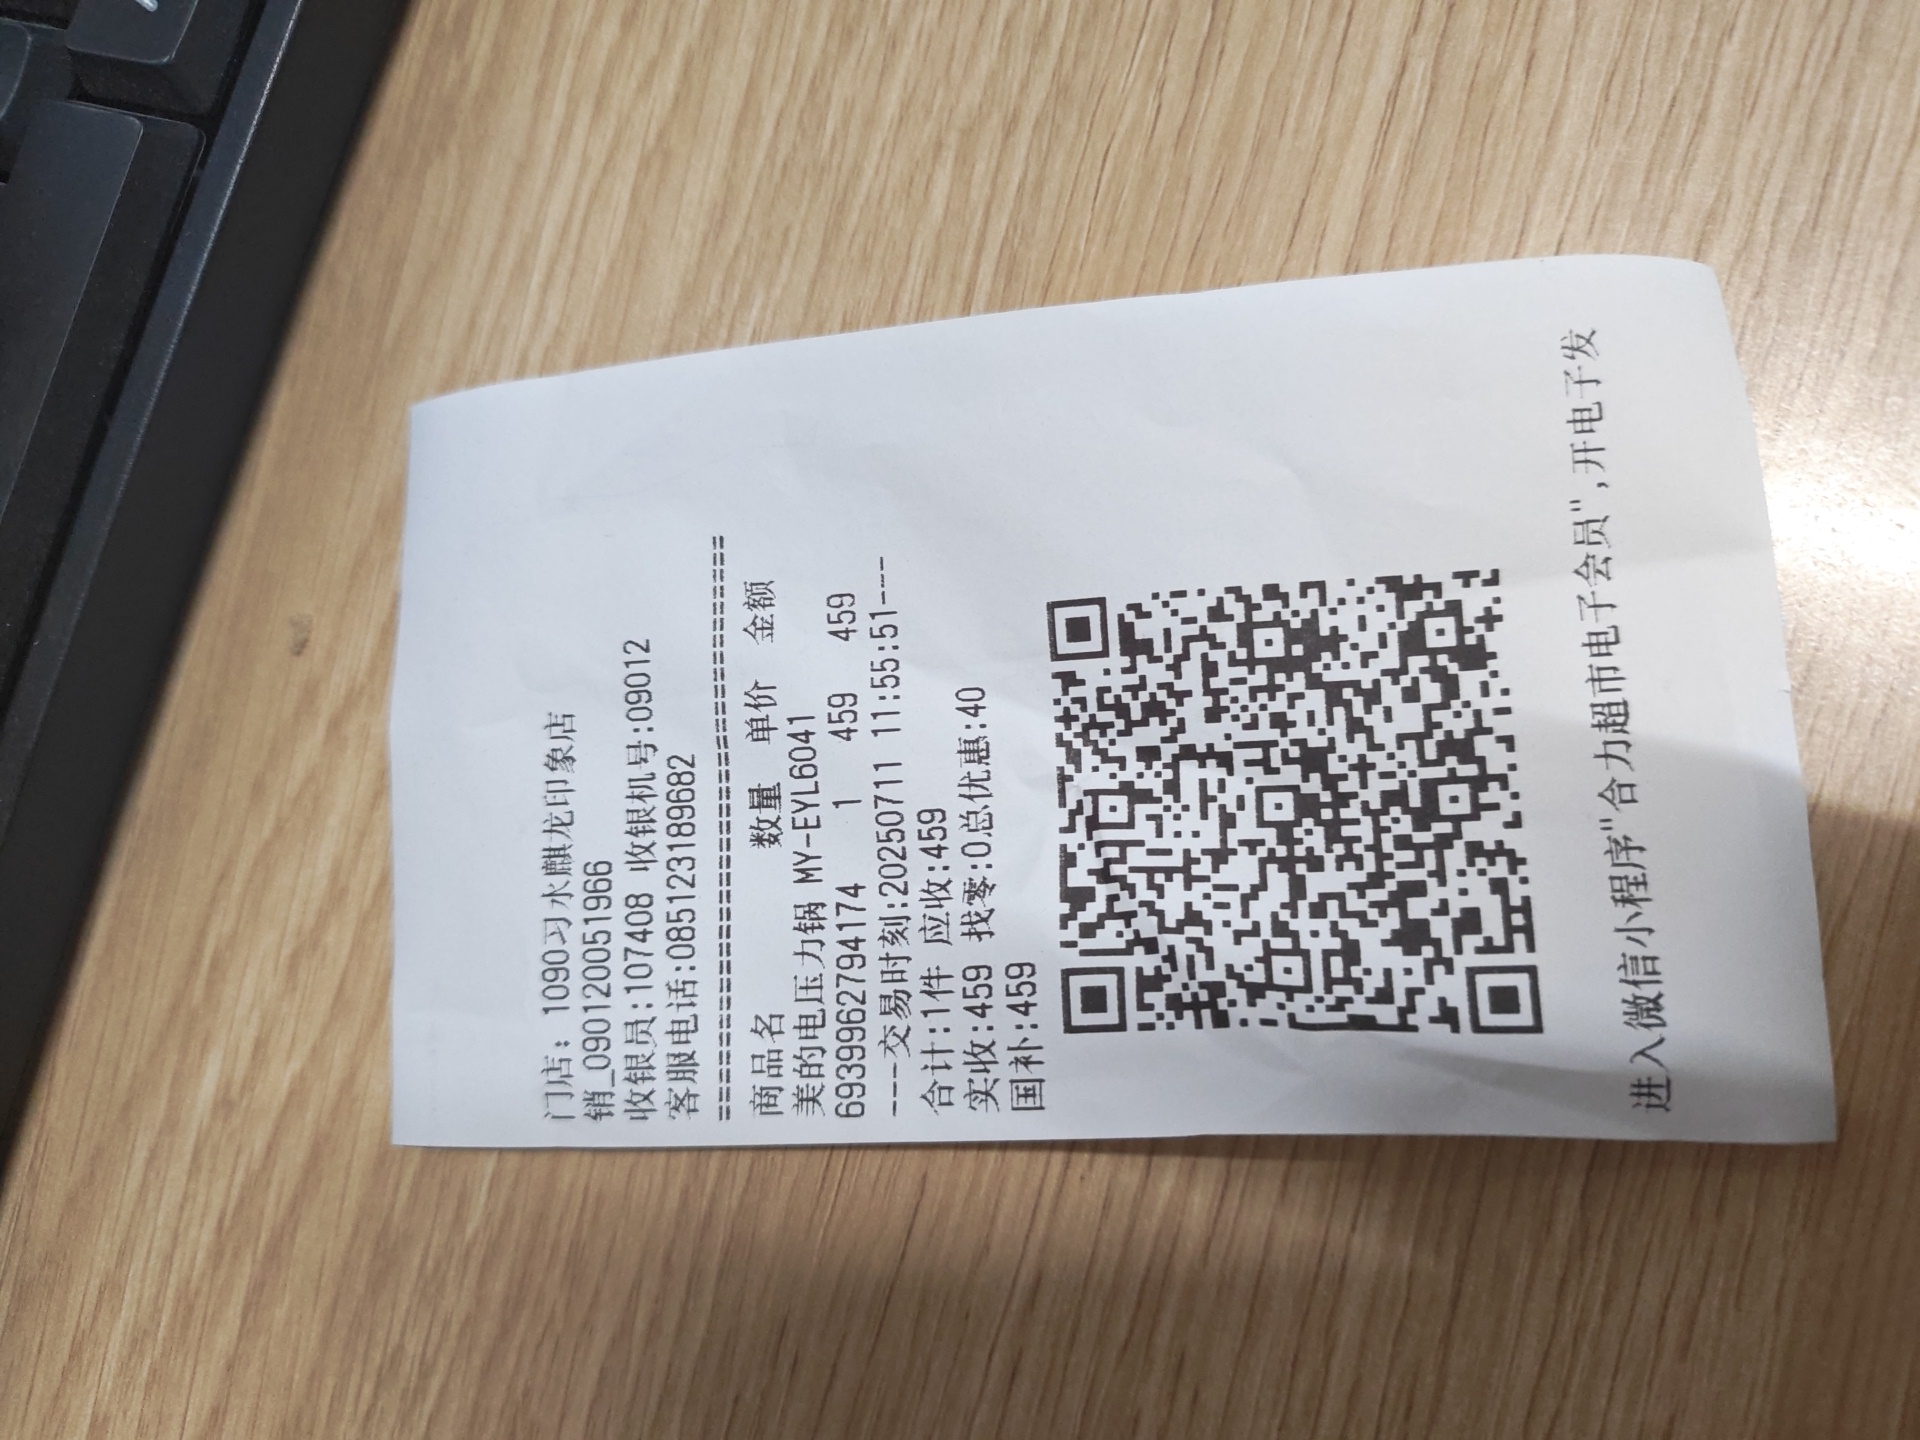 门店: 1090习水麒龙印象店
销_090120051966
收银员:107408 收银机号:09012
客服电话:085123189682
========================================
商品名 数量 单价 金额
美的电压力锅 MY-EYL6041
6939962794174 1 459 459
---交易时刻:20250711 11:55:51---
合计:1件 应收:459
实收:459 找零:0总优惠:40
国补:459
进入微信小程序"合力超市电子会员",开电子发